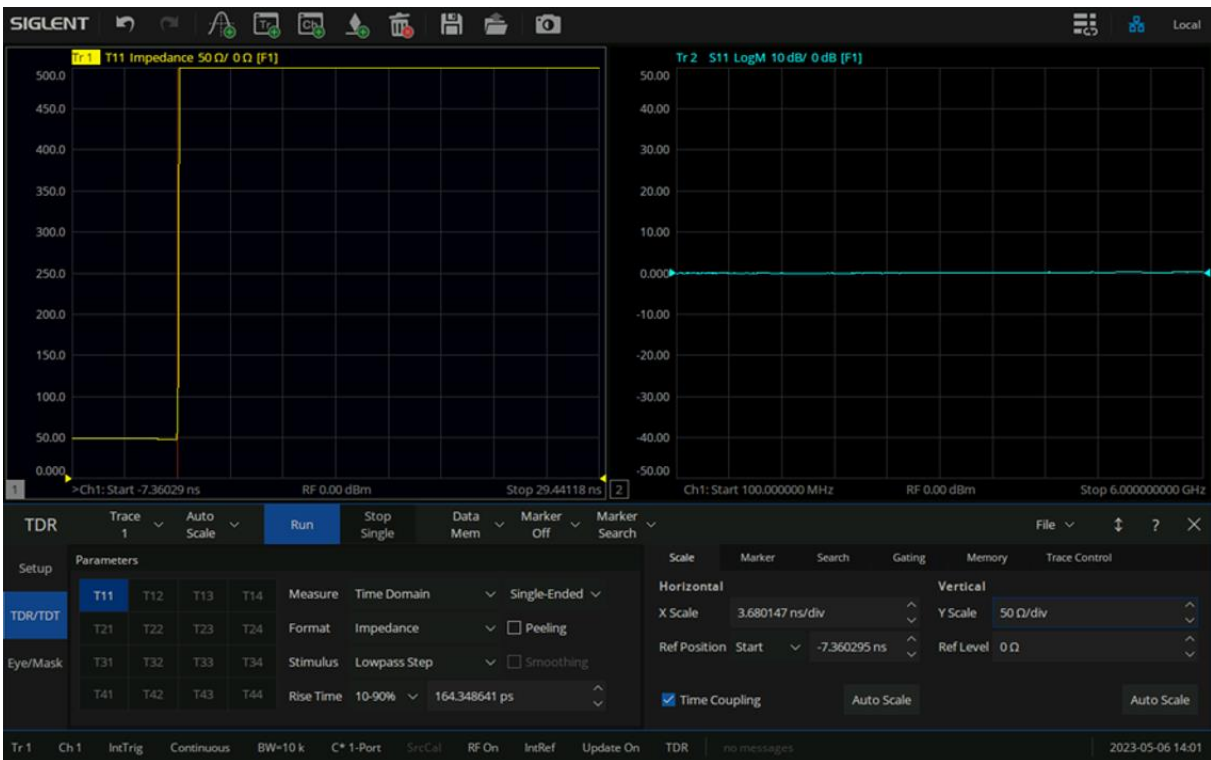 SIGLENT Tr Ch Local
Tr 1 T11 Impedance 50 Ω/ 0 Ω [F1]
500.0
450.0
400.0
350.0
300.0
250.0
200.0
150.0
100.0
50.00
0.000
1 >Ch1: Start -7.36029 ns RF 0.00 dBm Stop 29.44118 ns
Tr 2 S11 LogM 10 dB/ 0 dB [F1]
50.00
40.00
30.00
20.00
10.00
0.000
-10.00
-20.00
-30.00
-40.00
-50.00
2 Ch1: Start 100.000000 MHz RF 0.00 dBm Stop 6.000000000 GHz
TDR Trace 1 Auto Scale Run Stop Single Data Mem Marker Off Marker Search File ?
Setup
TDR/TDT
Eye/Mask
Parameters
T11 T12 T13 T14
T21 T22 T23 T24
T31 T32 T33 T34
T41 T42 T43 T44
Measure Time Domain Single-Ended
Format Impedance Peeling
Stimulus Lowpass Step Smoothing
Rise Time 10-90% 164.348641 ps
Scale Marker Search Gating Memory Trace Control
Horizontal
X Scale 3.680147 ns/div
Ref Position Start -7.360295 ns
Time Coupling Auto Scale
Vertical
Y Scale 50 Ω/div
Ref Level 0 Ω
Auto Scale
Tr 1 Ch 1 IntTrig Continuous BW=10 k C* 1-Port SrcCal RF On IntRef Update On TDR no messages 2023-05-06 14:01